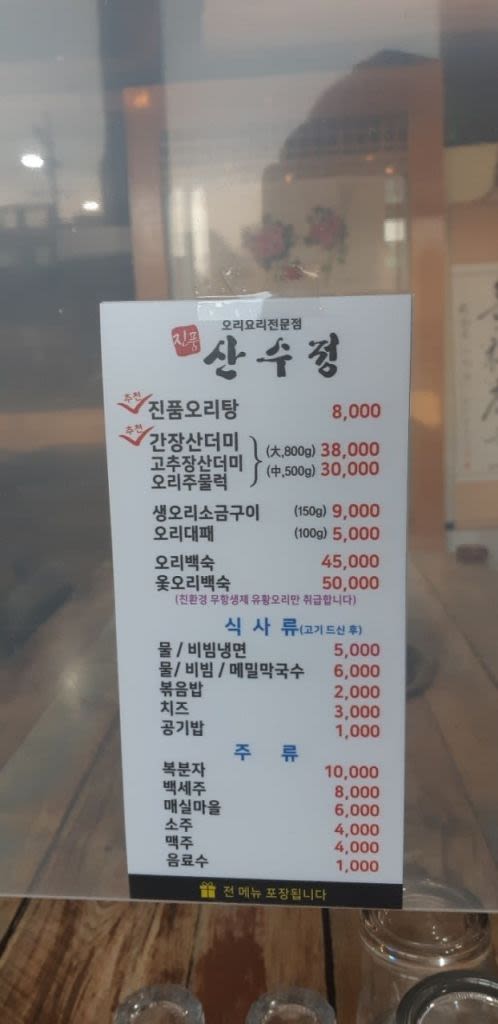 오리요리전문점
진품 산수정
추천 진품오리탕 8,000
추천 간장산더미 (大,800g) 38,000
고추장산더미 (中,500g) 30,000
오리주물럭
생오리소금구이 (150g) 9,000
오리대패 (100g) 5,000
오리백숙 45,000
옻오리백숙 50,000
(친환경 무항생제 유황오리만 취급합니다)
식 사 류 (고기 드신 후)
물 / 비빔냉면 5,000
물/ 비빔 / 메밀막국수 6,000
볶음밥 2,000
치즈 3,000
공기밥 1,000
주 류
복분자 10,000
백세주 8,000
매실마을 6,000
소주 4,000
맥주 4,000
음료수 1,000
전 메뉴 포장됩니다